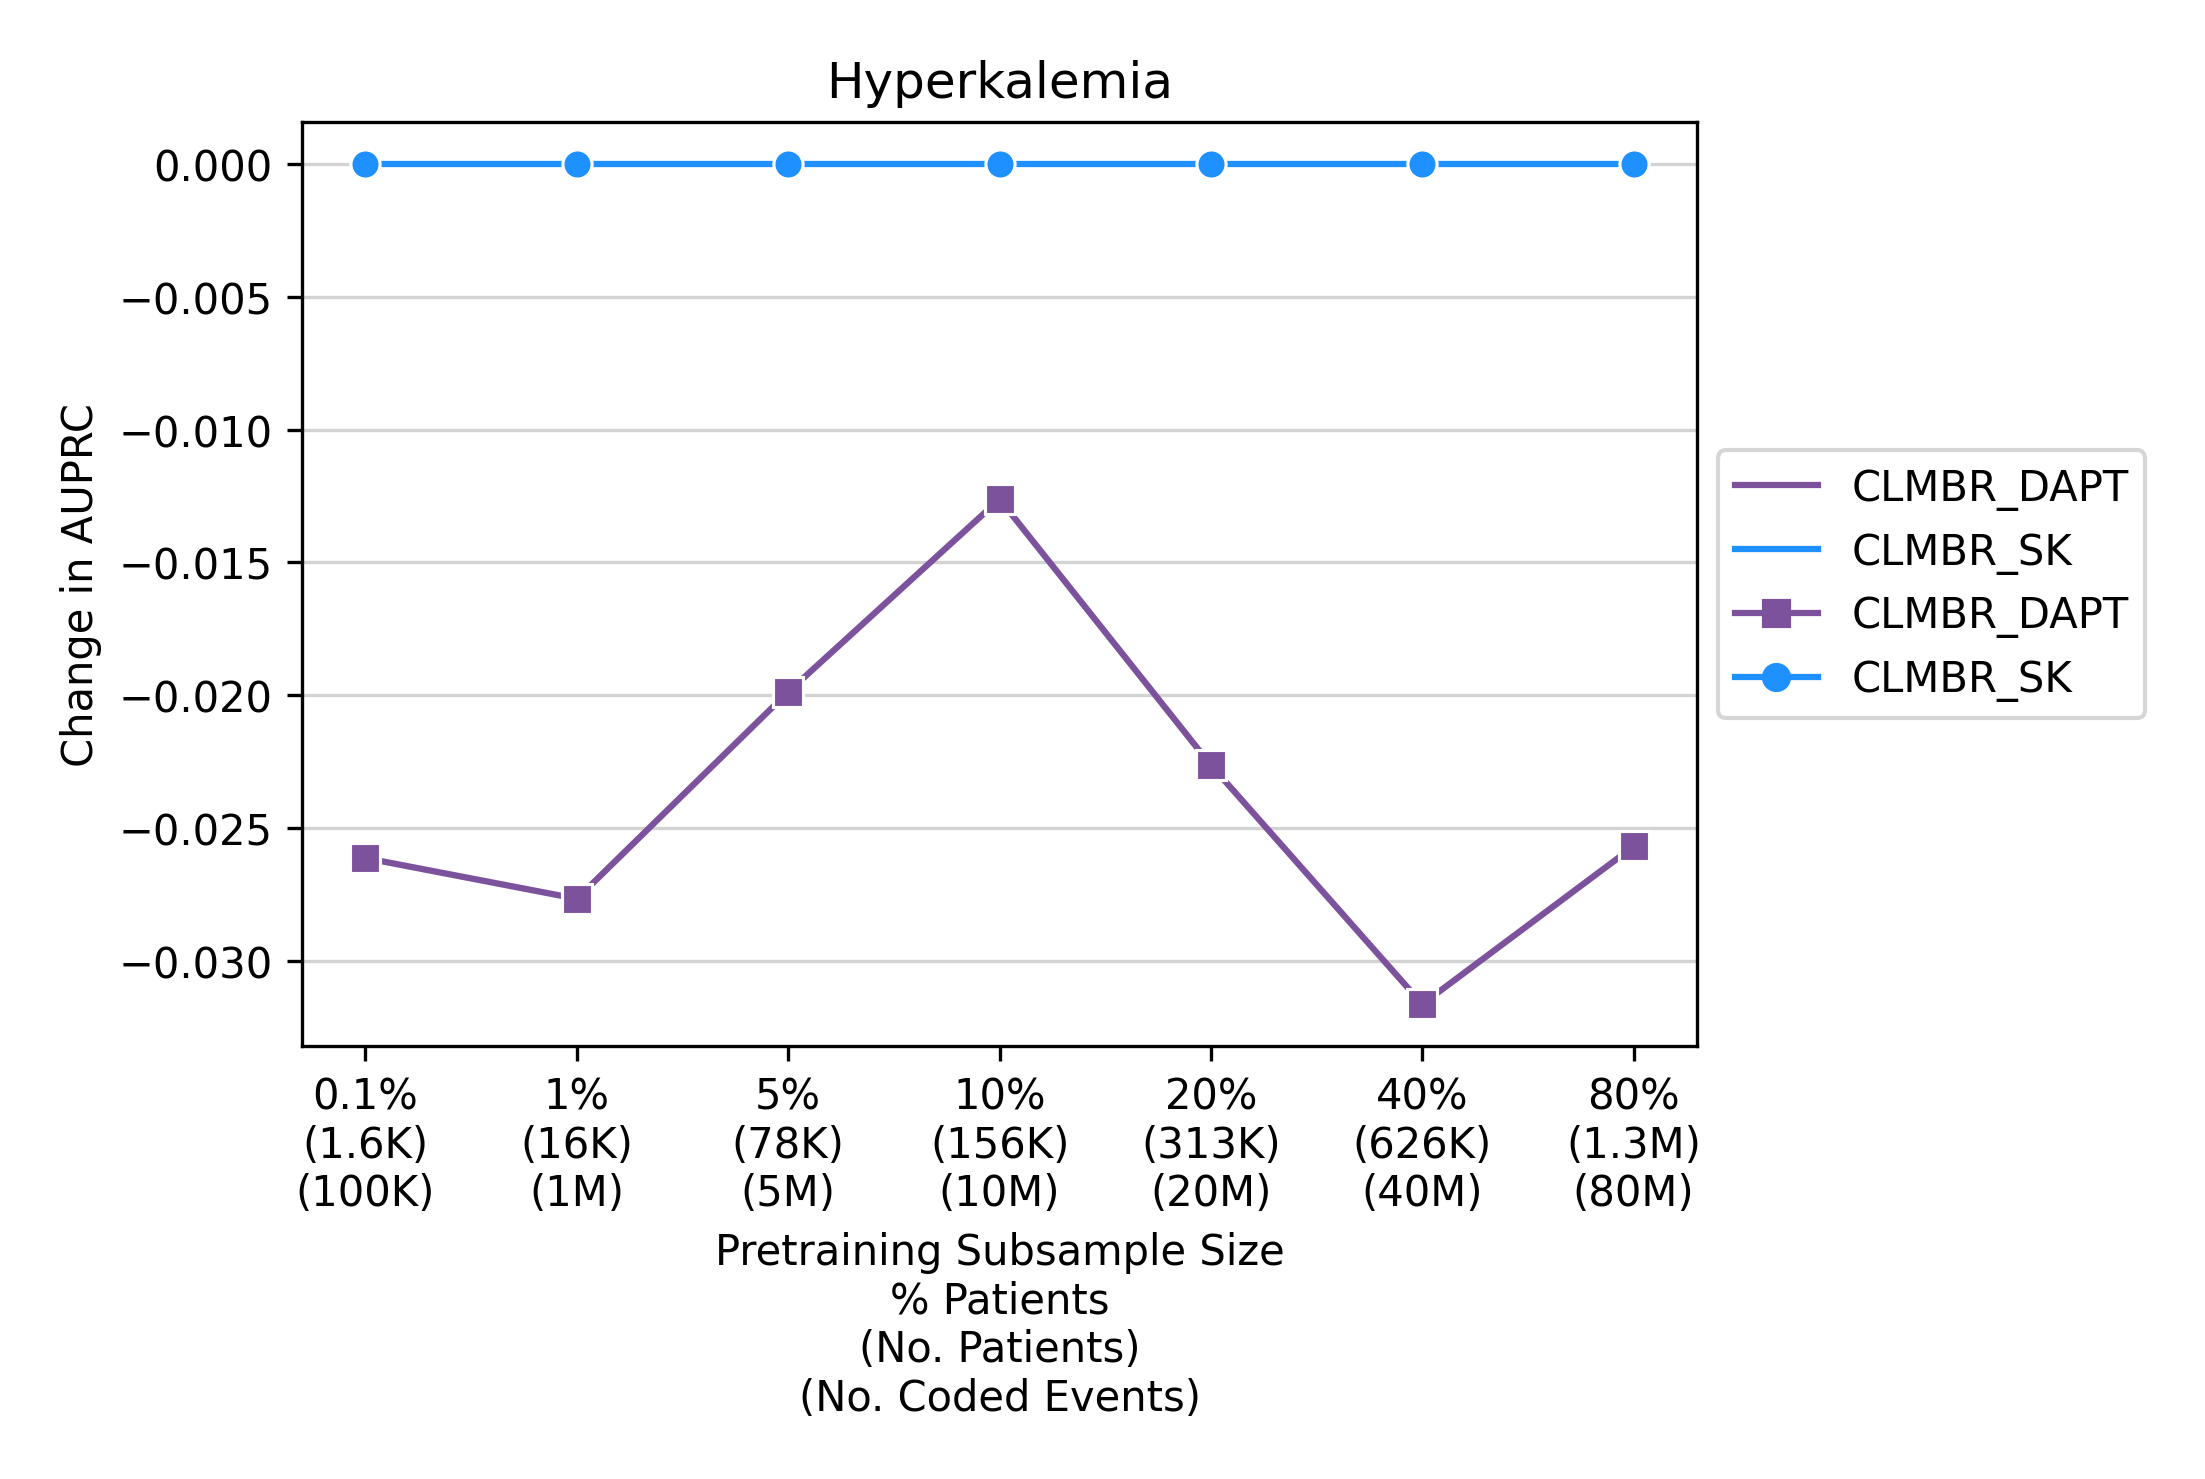 Hyperkalemia
0.000
−0.005
−0.010
−0.015
−0.020
−0.025
−0.030
Change in AUPRC
CLMBR_DAPT
CLMBR_SK
CLMBR_DAPT
CLMBR_SK
0.1% 1% 5% 10% 20% 40% 80%
(1.6K) (16K) (78K) (156K) (313K) (626K) (1.3M)
(100K) (1M) (5M) (10M) (20M) (40M) (80M)
Pretraining Subsample Size
% Patients
(No. Patients)
(No. Coded Events)